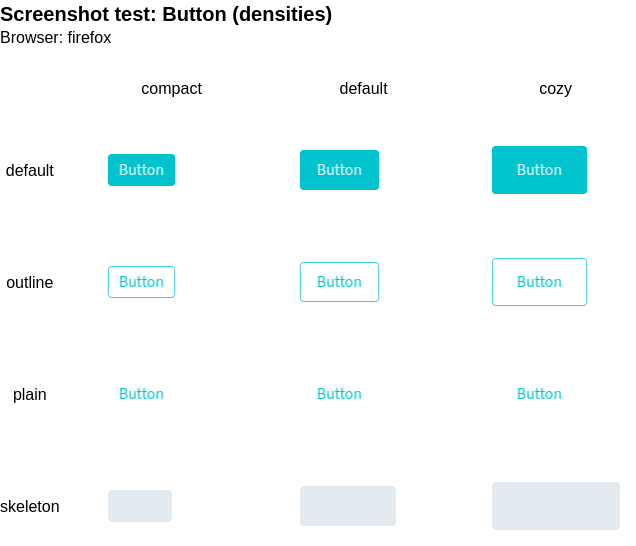 Screenshot test: Button (densities)
Browser: firefox
compact default cozy
default Button Button Button
outline Button Button Button
plain Button Button Button
skeleton